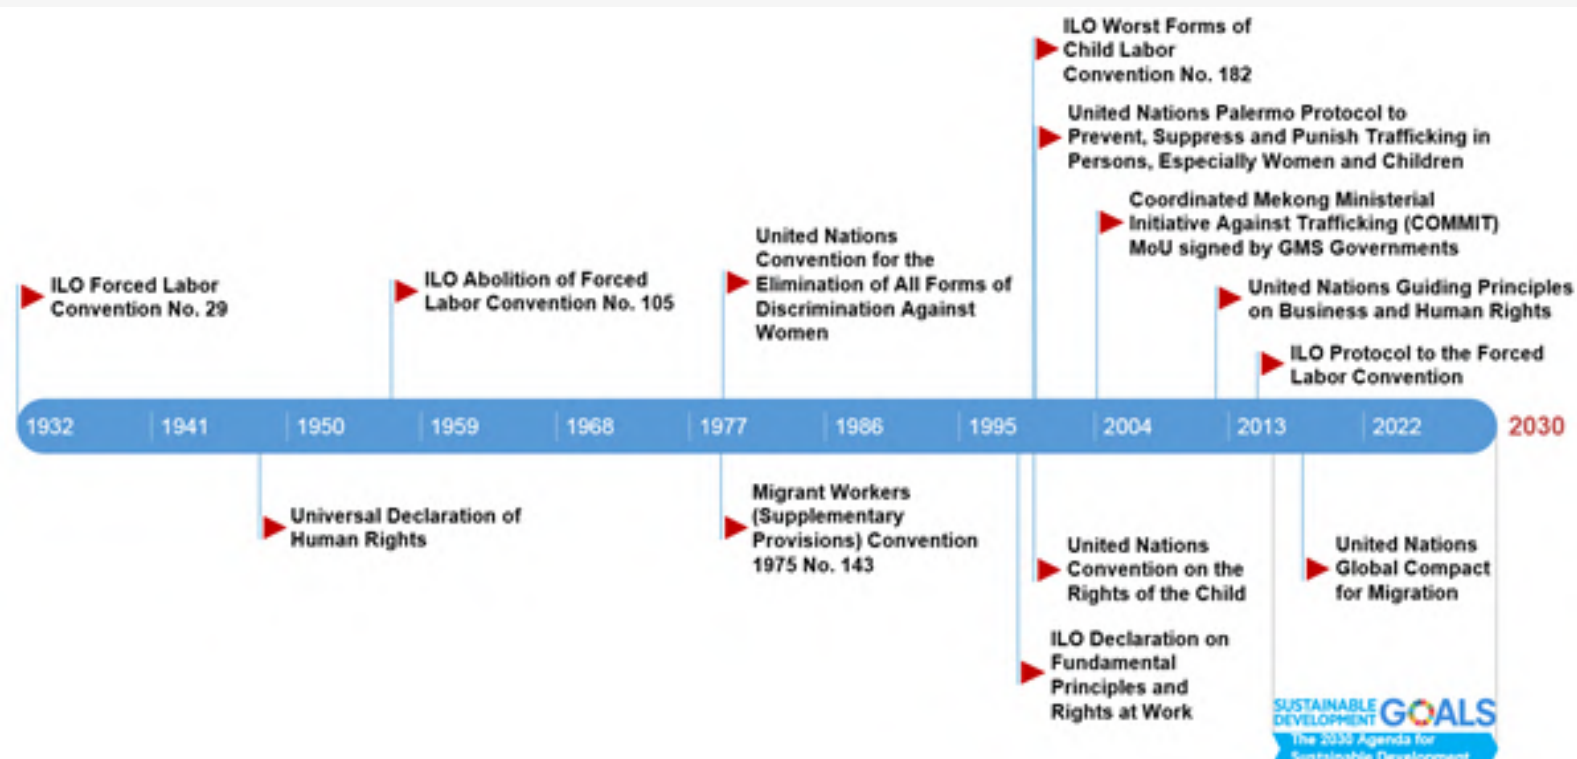 ILO Worst Forms of
Child Labor
Convention No. 182
United Nations Palermo Protocol to
Prevent, Suppress and Punish Trafficking in
Persons, Especially Women and Children
Coordinated Mekong Ministerial
Initiative Against Trafficking (COMMIT)
MoU signed by GMS Governments
United Nations
Convention for the
Elimination of All Forms of
Discrimination Against
Women
ILO Forced Labor
Convention No. 29
ILO Abolition of Forced
Labor Convention No. 105
United Nations Guiding Principles
on Business and Human Rights
ILO Protocol to the Forced
Labor Convention
1932 1941 1950 1959 1968 1977 1986 1995 2004 2013 2022 2030
Universal Declaration of
Human Rights
Migrant Workers
(Supplementary
Provisions) Convention
1975 No. 143
United Nations
Convention on the
Rights of the Child
United Nations
Global Compact
for Migration
ILO Declaration on
Fundamental
Principles and
Rights at Work
SUSTAINABLE
DEVELOPMENT GOALS
The 2030 Agenda for
Sustainable Development